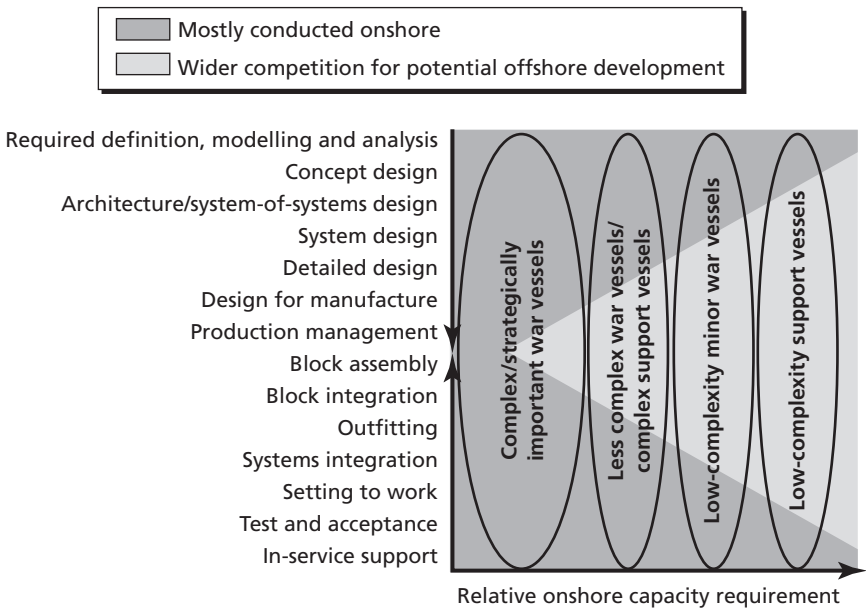 Mostly conducted onshore
Wider competition for potential offshore development
Required definition, modelling and analysis
Concept design
Architecture/system-of-systems design
System design
Detailed design
Design for manufacture
Production management
Block assembly
Block integration
Outfitting
Systems integration
Setting to work
Test and acceptance
In-service support
Complex/strategically
important war vessels
Less complex war vessels/
complex support vessels
Low-complexity minor war vessels
Low-complexity support vessels
Relative onshore capacity requirement